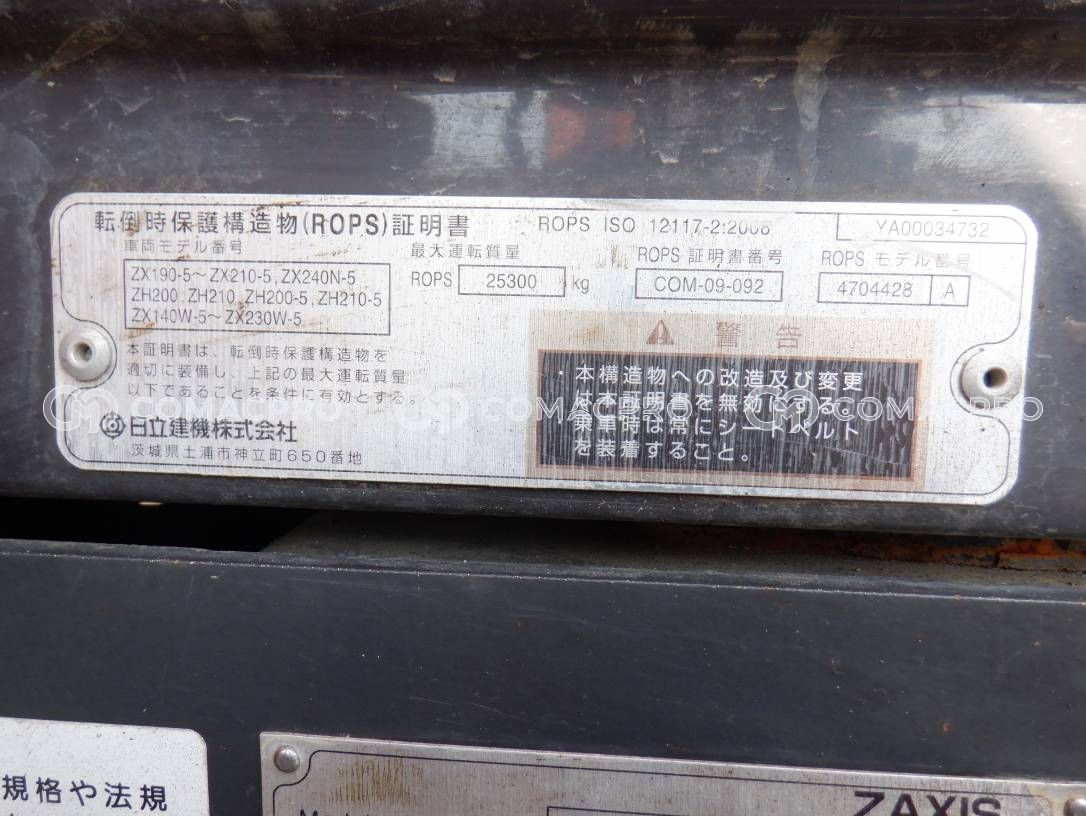 転倒時保護構造物(ROPS)証明書
ROPS ISO 12117-2:2008
YA00034732
車両モデル番号
ZX190-5～ZX210-5, ZX240N-5
ZH200, ZH210, ZH200-5, ZH210-5
ZX140W-5～ZX230W-5
最大運転質量
ROPS 25300 kg
ROPS 証明書番号
COM-09-092
ROPS モデル番号
4704428 A
本証明書は、転倒時保護構造物を
適切に装備し、上記の最大運転質量
以下であることを条件に有効とする。
日立建機株式会社
茨城県土浦市神立町650番地
警告
・本構造物への改造及び変更
は本証明書を無効にする。
・乗車時は常にシートベルト
を装着すること。
COMACPRO COMACPRO COMACPRO
規格や法規
ZAXIS